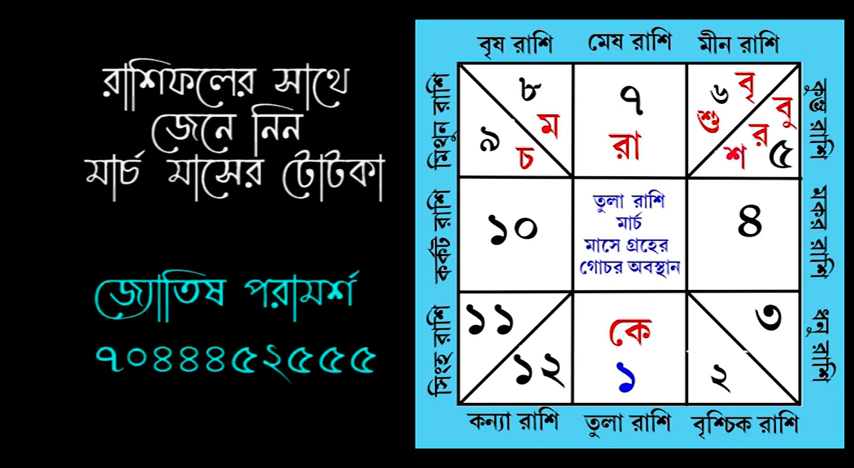 রাশিফলের সাথে
জেনে নিন
মার্চ মাসের টোটকা
জ্যোতিষ পরামর্শ
৭০৪৪৪৫২৫৫৫
বৃষ রাশি
মেষ রাশি
মীন রাশি
মিথুন রাশি
৮
৯
ম
চ
৭
রা
৬
বৃ
শু
বু
র
শ
৫
কুম্ভ রাশি
কর্কট রাশি
১০
তুলা রাশি
মার্চ
মাসে গ্রহের
গোচর অবস্থান
৪
মকর রাশি
সিংহ রাশি
১১
১২
কে
১
৩
২
ধনু রাশি
কন্যা রাশি
তুলা রাশি
বৃশ্চিক রাশি